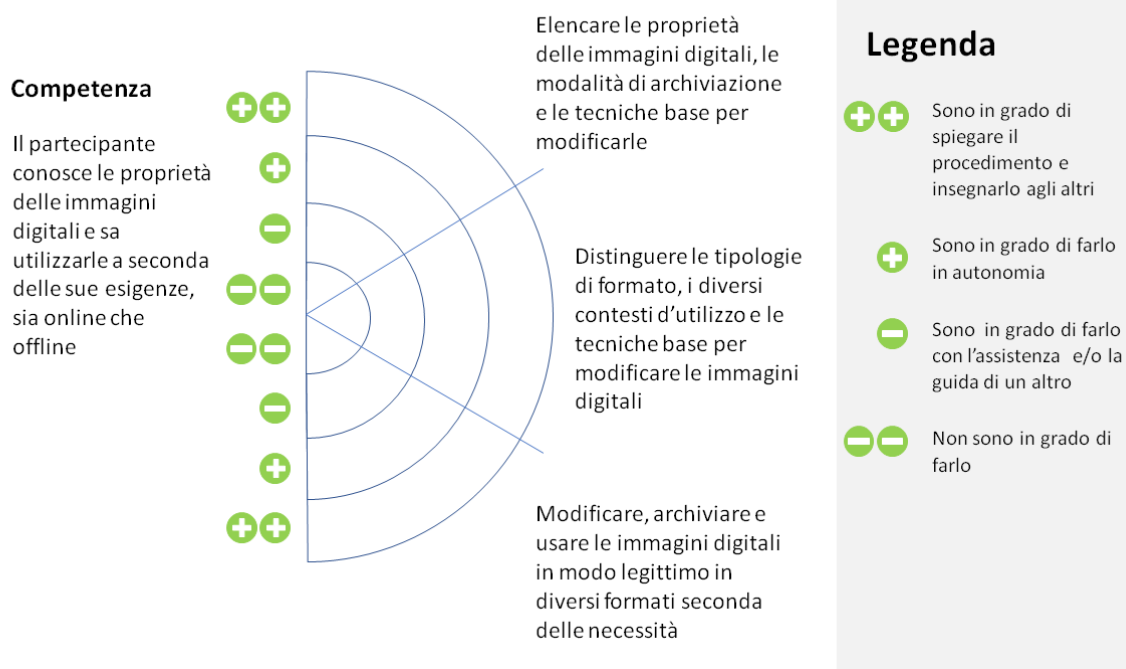 Competenza
Il partecipante
conosce le proprietà
delle immagini
digitali e sa
utilizzarle a seconda
delle sue esigenze,
sia online che
offline
Elencare le proprietà
delle immagini digitali, le
modalità di archiviazione
e le tecniche base per
modificarle
Distinguere le tipologie
di formato, i diversi
contesti d’utilizzo e le
tecniche base per
modificare le immagini
digitali
Modificare, archiviare e
usare le immagini digitali
in modo legittimo in
diversi formati seconda
delle necessità
Legenda
Sono in grado di
spiegare il
procedimento e
insegnarlo agli altri
Sono in grado di farlo
in autonomia
Sono in grado di farlo
con l’assistenza e/o la
guida di un altro
Non sono in grado di
farlo